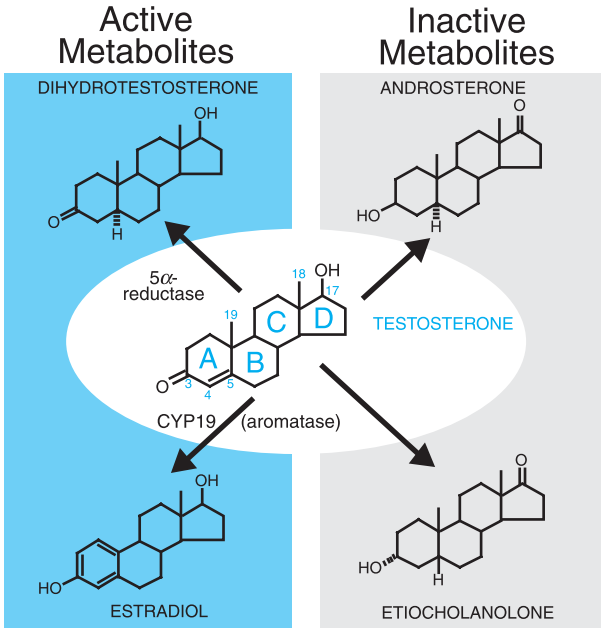 Active
Metabolites
Inactive
Metabolites
DIHYDROTESTOSTERONE
OH
O
H
ANDROSTERONE
O
HO
H
5α-
reductase
18
OH
17
19
C
D
A
B
O
3
4
5
TESTOSTERONE
CYP19 (aromatase)
OH
HO
ESTRADIOL
O
HO
H
ETIOCHOLANOLONE